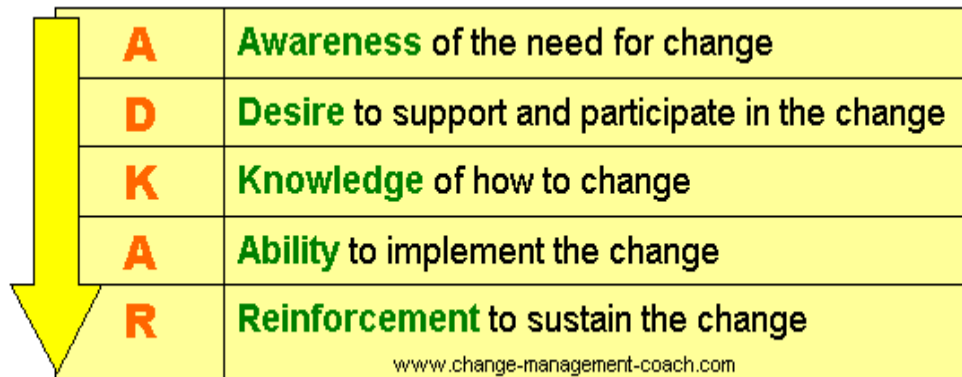 A Awareness of the need for change
D Desire to support and participate in the change
K Knowledge of how to change
A Ability to implement the change
R Reinforcement to sustain the change
www.change-management-coach.com